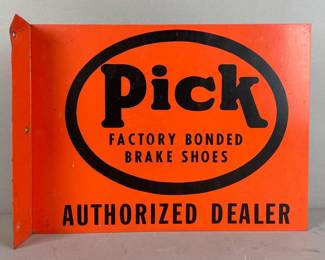 Pick
FACTORY BONDED
BRAKE SHOES
AUTHORIZED DEALER